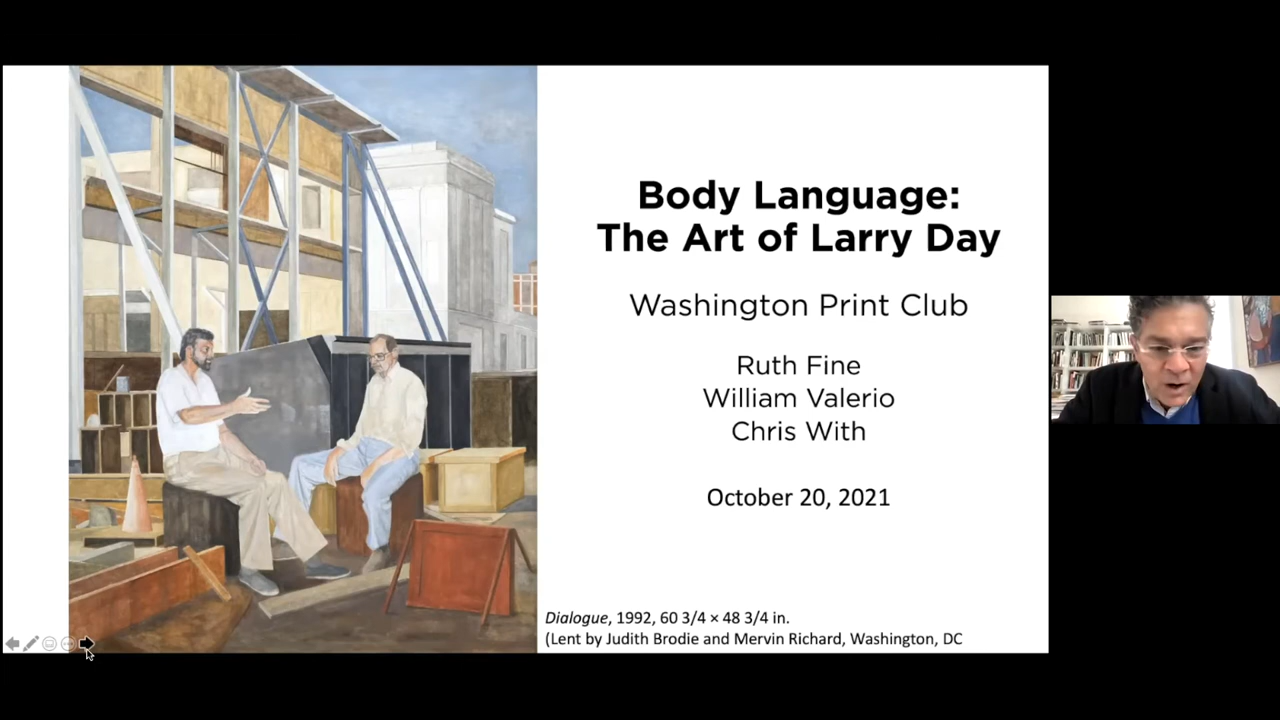 Body Language:
The Art of Larry Day
Washington Print Club
Ruth Fine
William Valerio
Chris With
October 20, 2021
Dialogue, 1992, 60 3/4 × 48 3/4 in.
(Lent by Judith Brodie and Mervin Richard, Washington, DC